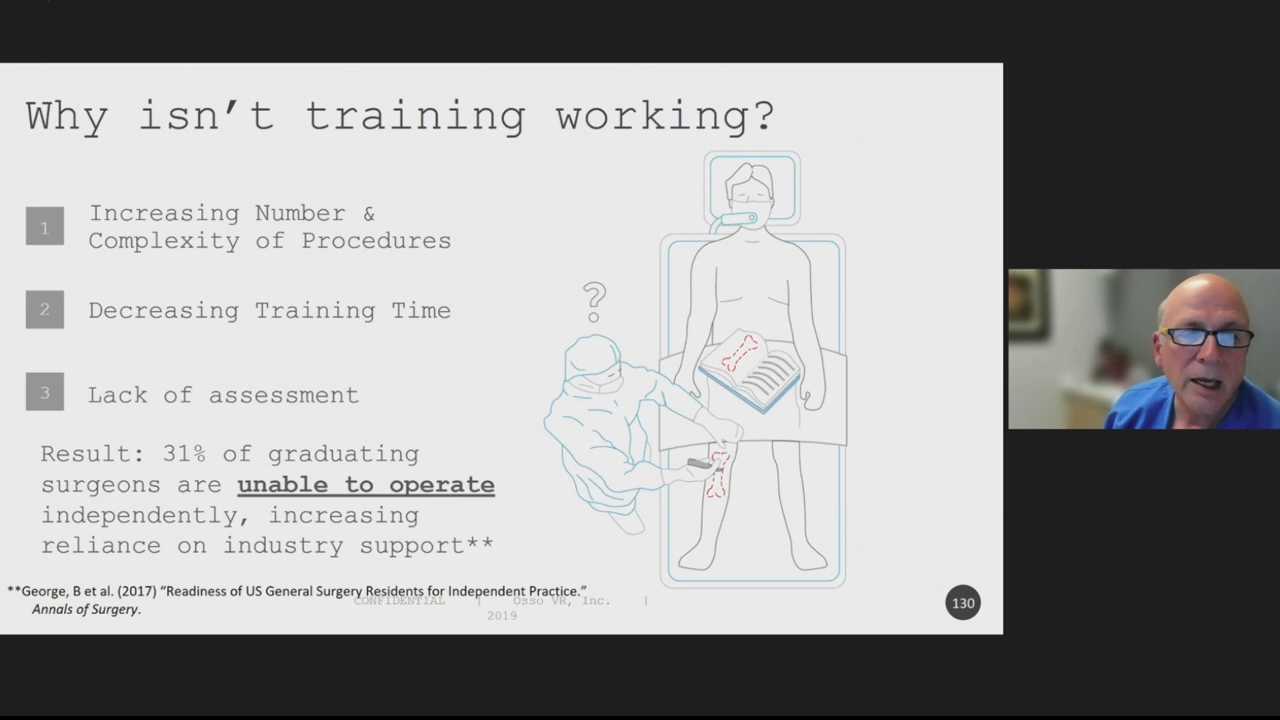 Why isn’t training working?
1
Increasing Number &
Complexity of Procedures
2
Decreasing Training Time
3
Lack of assessment
Result: 31% of graduating
surgeons are unable to operate
independently, increasing
reliance on industry support**
?
**George, B et al. (2017) “Readiness of US General Surgery Residents for Independent Practice.”
Annals of Surgery.
CONFIDENTIAL | Osso VR, Inc. |
2019
130